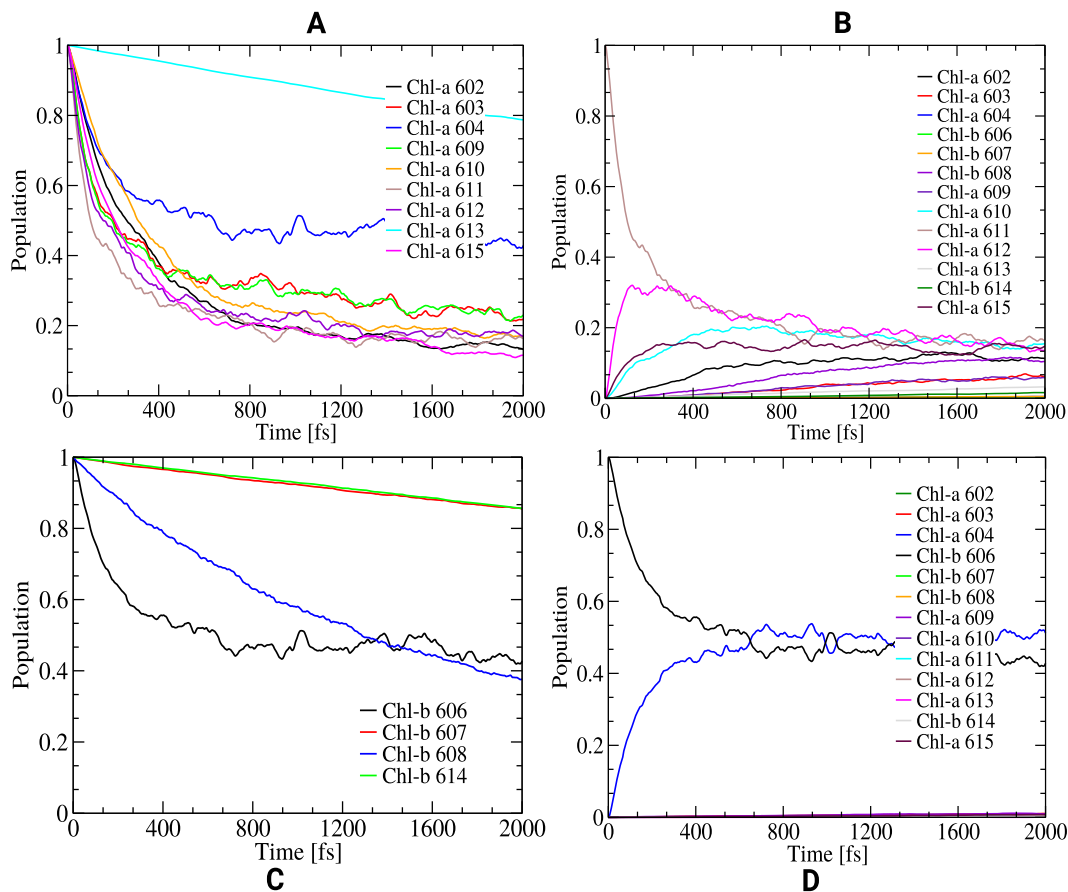 A
1
0.8
0.6
0.4
0.2
0
Population
Chl-a 602
Chl-a 603
Chl-a 604
Chl-a 609
Chl-a 610
Chl-a 611
Chl-a 612
Chl-a 613
Chl-a 615
0 400 800 1200 1600 2000
Time [fs]
B
1
0.8
0.6
0.4
0.2
0
Population
Chl-a 602
Chl-a 603
Chl-a 604
Chl-b 606
Chl-b 607
Chl-b 608
Chl-a 609
Chl-a 610
Chl-a 611
Chl-a 612
Chl-a 613
Chl-b 614
Chl-a 615
0 400 800 1200 1600 2000
Time [fs]
1
0.8
0.6
0.4
0.2
0
Population
Chl-b 606
Chl-b 607
Chl-b 608
Chl-b 614
0 400 800 1200 1600 2000
Time [fs]
C
1
0.8
0.6
0.4
0.2
0
Population
Chl-a 602
Chl-a 603
Chl-a 604
Chl-b 606
Chl-b 607
Chl-b 608
Chl-a 609
Chl-a 610
Chl-a 611
Chl-a 612
Chl-a 613
Chl-b 614
Chl-a 615
0 400 800 1200 1600 2000
Time [fs]
D